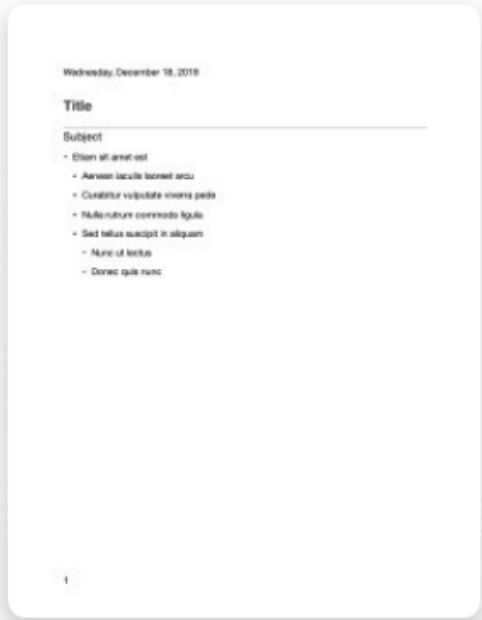 Wednesday, December 18, 2019
Title
Subject
• Etiam sit amet est
• Aenean iaculis laoreet arcu
• Curabitur vulputate viverra pede
• Nulla rutrum commodo ligula
• Sed tellus suscipit in aliquam
– Nunc ut lectus
– Donec quis nunc
1